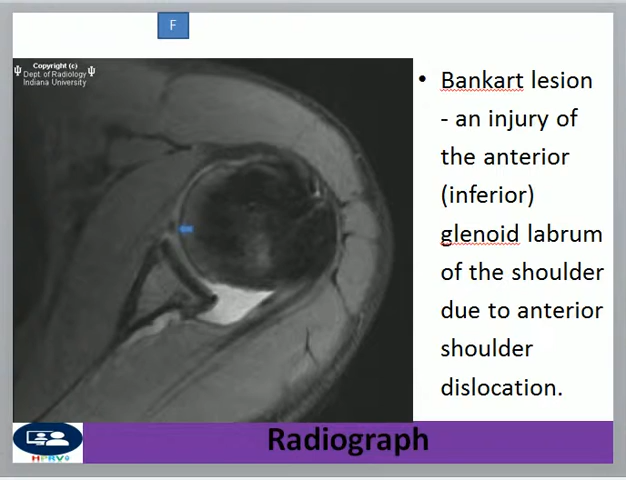 F
Copyright (c)
Dept. of Radiology
Indiana University
• Bankart lesion
- an injury of
the anterior
(inferior)
glenoid labrum
of the shoulder
due to anterior
shoulder
dislocation.
Radiograph